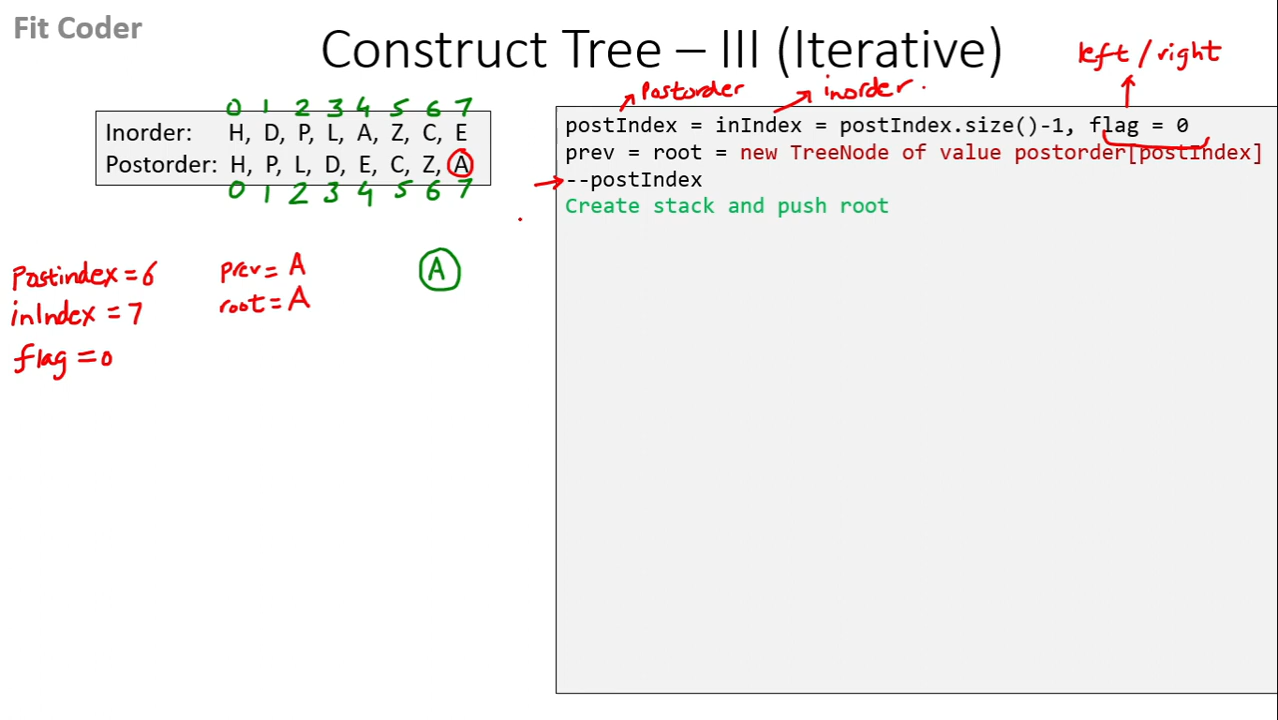 Fit Coder
Construct Tree – III (Iterative)
left / right
Postorder
inorder.
0 1 2 3 4 5 6 7
Inorder: H, D, P, L, A, Z, C, E
Postorder: H, P, L, D, E, C, Z, A
0 1 2 3 4 5 6 7
postIndex = inIndex = postIndex.size()-1, flag = 0
prev = root = new TreeNode of value postorder[postIndex]
--postIndex
Create stack and push root
Postindex = 6
inIndex = 7
flag = 0
prev = A
root = A
A